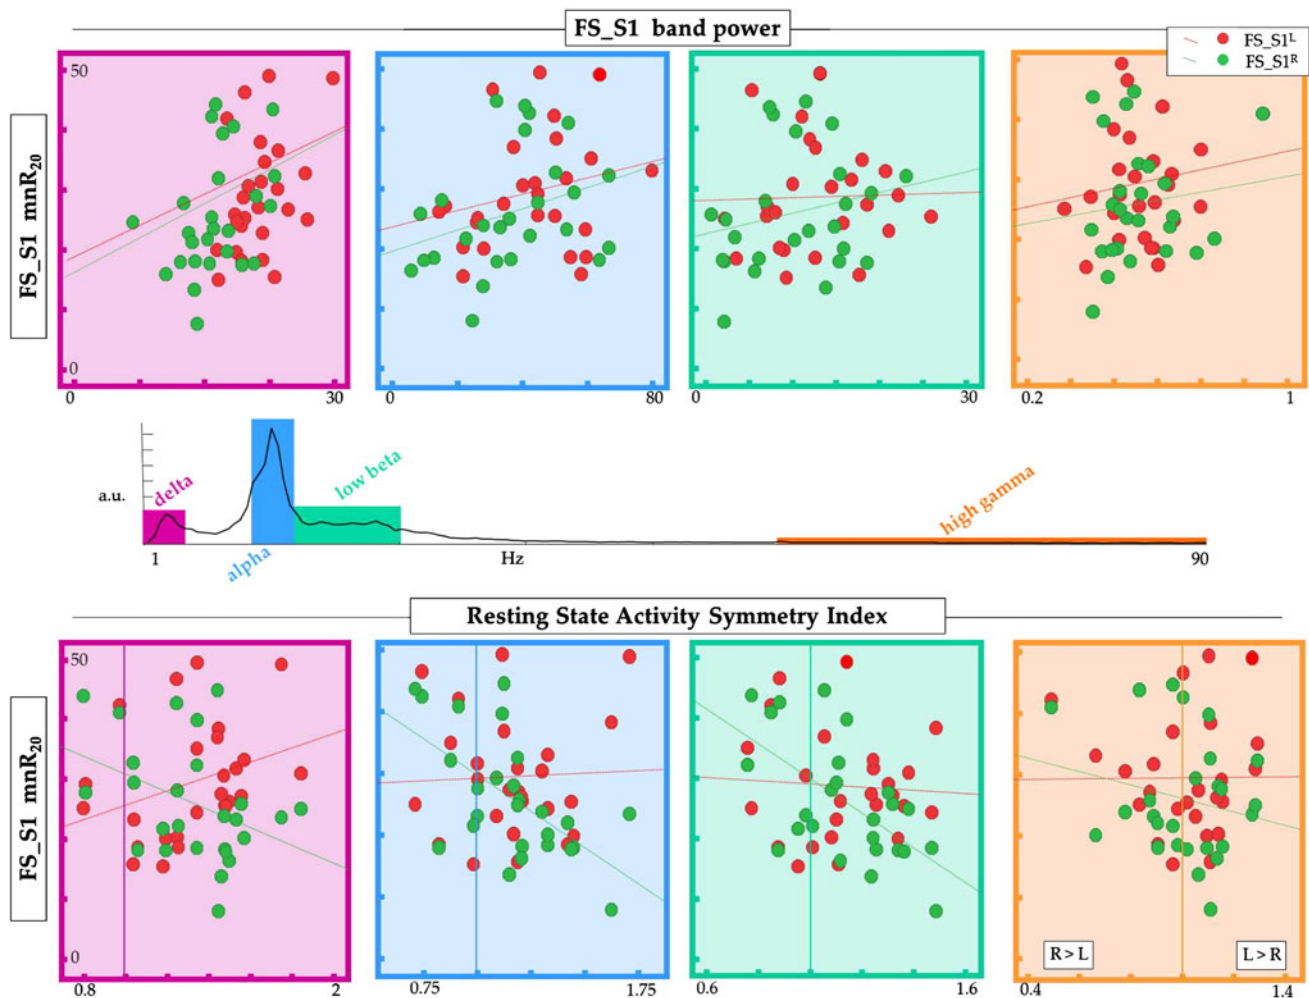 FS_S1 band power
FS_S1ᴸ
FS_S1ᴿ
FS_S1 mnR₂₀
50
0
0 30
0 80
0 30
0.2 1
a.u.
delta
alpha
low beta
high gamma
1 Hz 90
Resting State Activity Symmetry Index
FS_S1 mnR₂₀
50
0
R > L
L > R
0.8 2
0.75 1.75
0.6 1.6
0.4 1.4